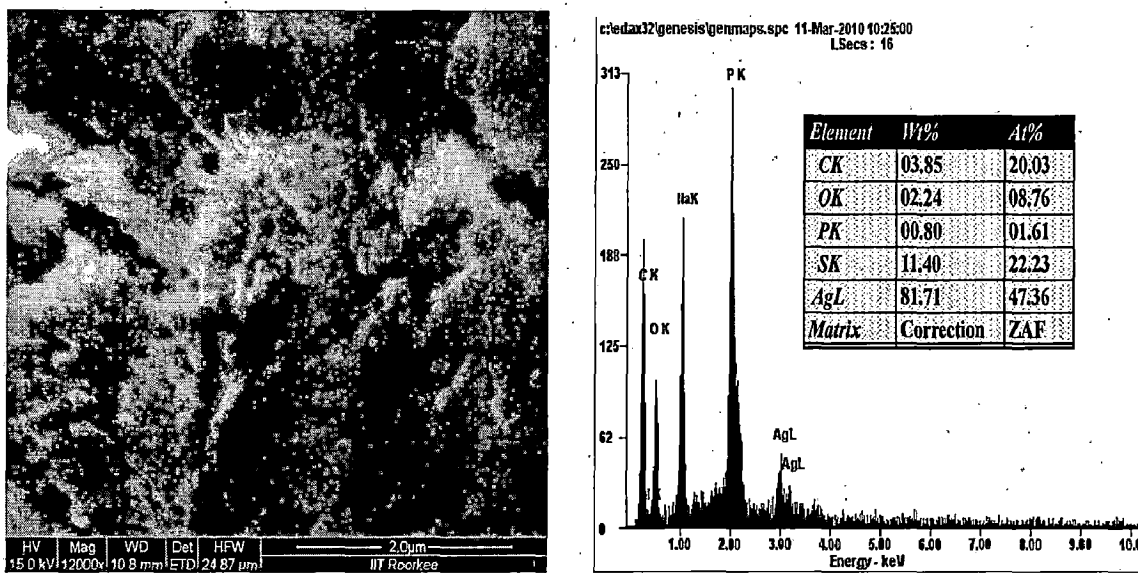 c:\edax32\genesis\genmaps.spc 11-Mar-2010 10:25:00
LSecs : 16
313
250
188
125
62
0
P K
NaK
C K
O K
AgL
AgL
Element Wt% At%
CK 03.85 20.03
OK 02.24 08.76
PK 00.80 01.61
SK 11.40 22.23
AgL 81.71 47.36
Matrix Correction ZAF
1.00 2.00 3.00 4.00 5.00 6.00 7.00 8.00 9.00 10.0
Energy - keV
HV Mag WD Det HFW 2.0µm
15.0 kV 12000x 10.8 mm ETD 24.87 µm IIT Roorkee